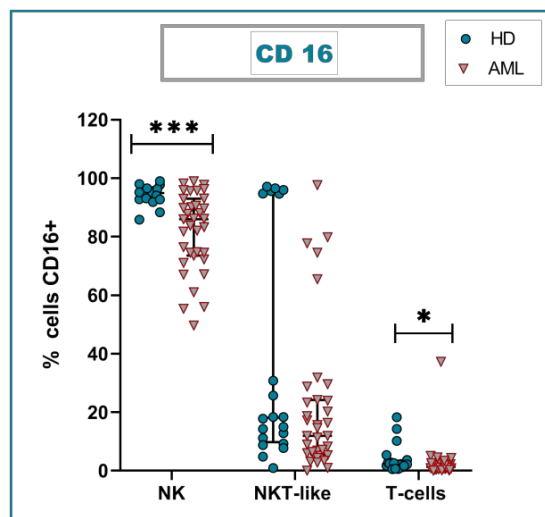 CD 16
HD
AML
% cells CD16+
120
100
80
60
40
20
0
***
*
NK
NKT-like
T-cells